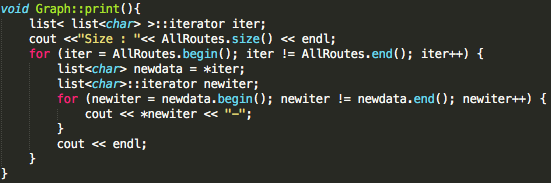 void Graph::print(){
    list< list<char> >::iterator iter;
    cout <<"Size : "<< AllRoutes.size() << endl;
    for (iter = AllRoutes.begin(); iter != AllRoutes.end(); iter++) {
        list<char> newdata = *iter;
        list<char>::iterator newiter;
        for (newiter = newdata.begin(); newiter != newdata.end(); newiter++) {
            cout << *newiter << "-";
        }
        cout << endl;
    }
}